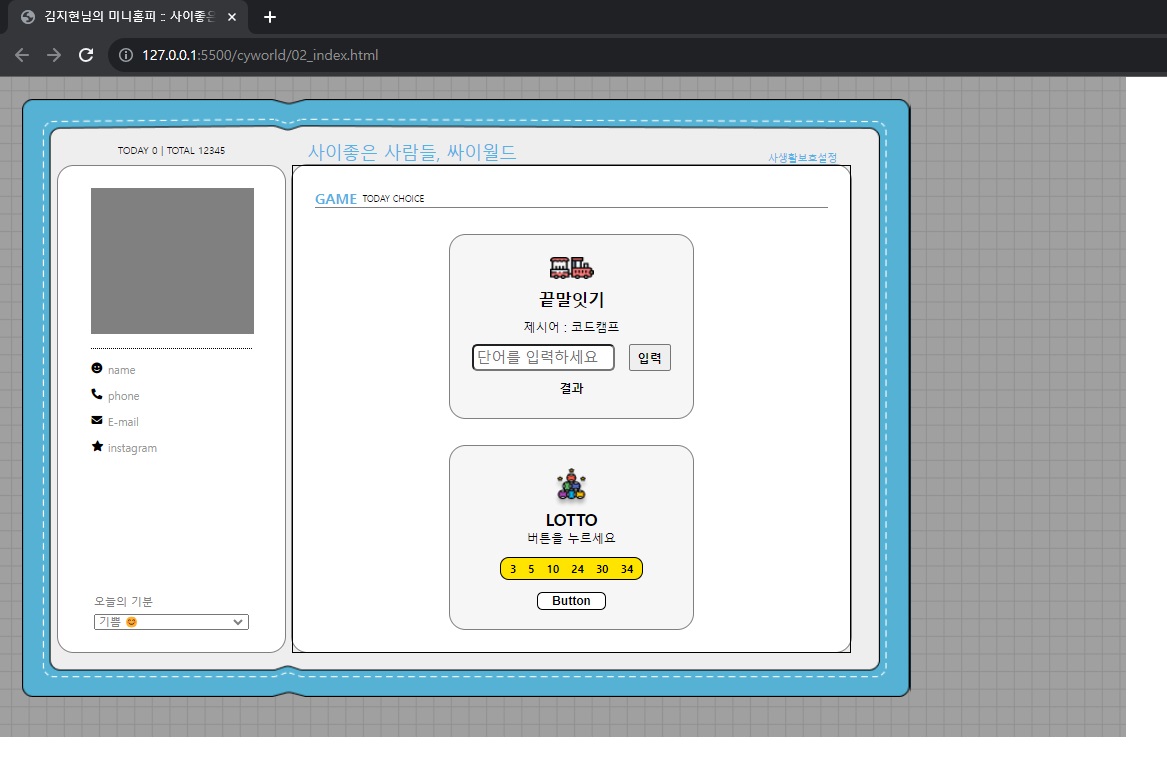 김지현님의 미니홈피 :: 사이좋은
127.0.0.1:5500/cyworld/02_index.html
TODAY 0 | TOTAL 12345
사이좋은 사람들, 싸이월드
사생활보호설정
GAME TODAY CHOICE
끝말잇기
제시어 : 코드캠프
단어를 입력하세요 입력
결과
name
phone
E-mail
instagram
LOTTO
버튼을 누르세요
3 5 10 24 30 34
Button
오늘의 기분
기쁨 😊